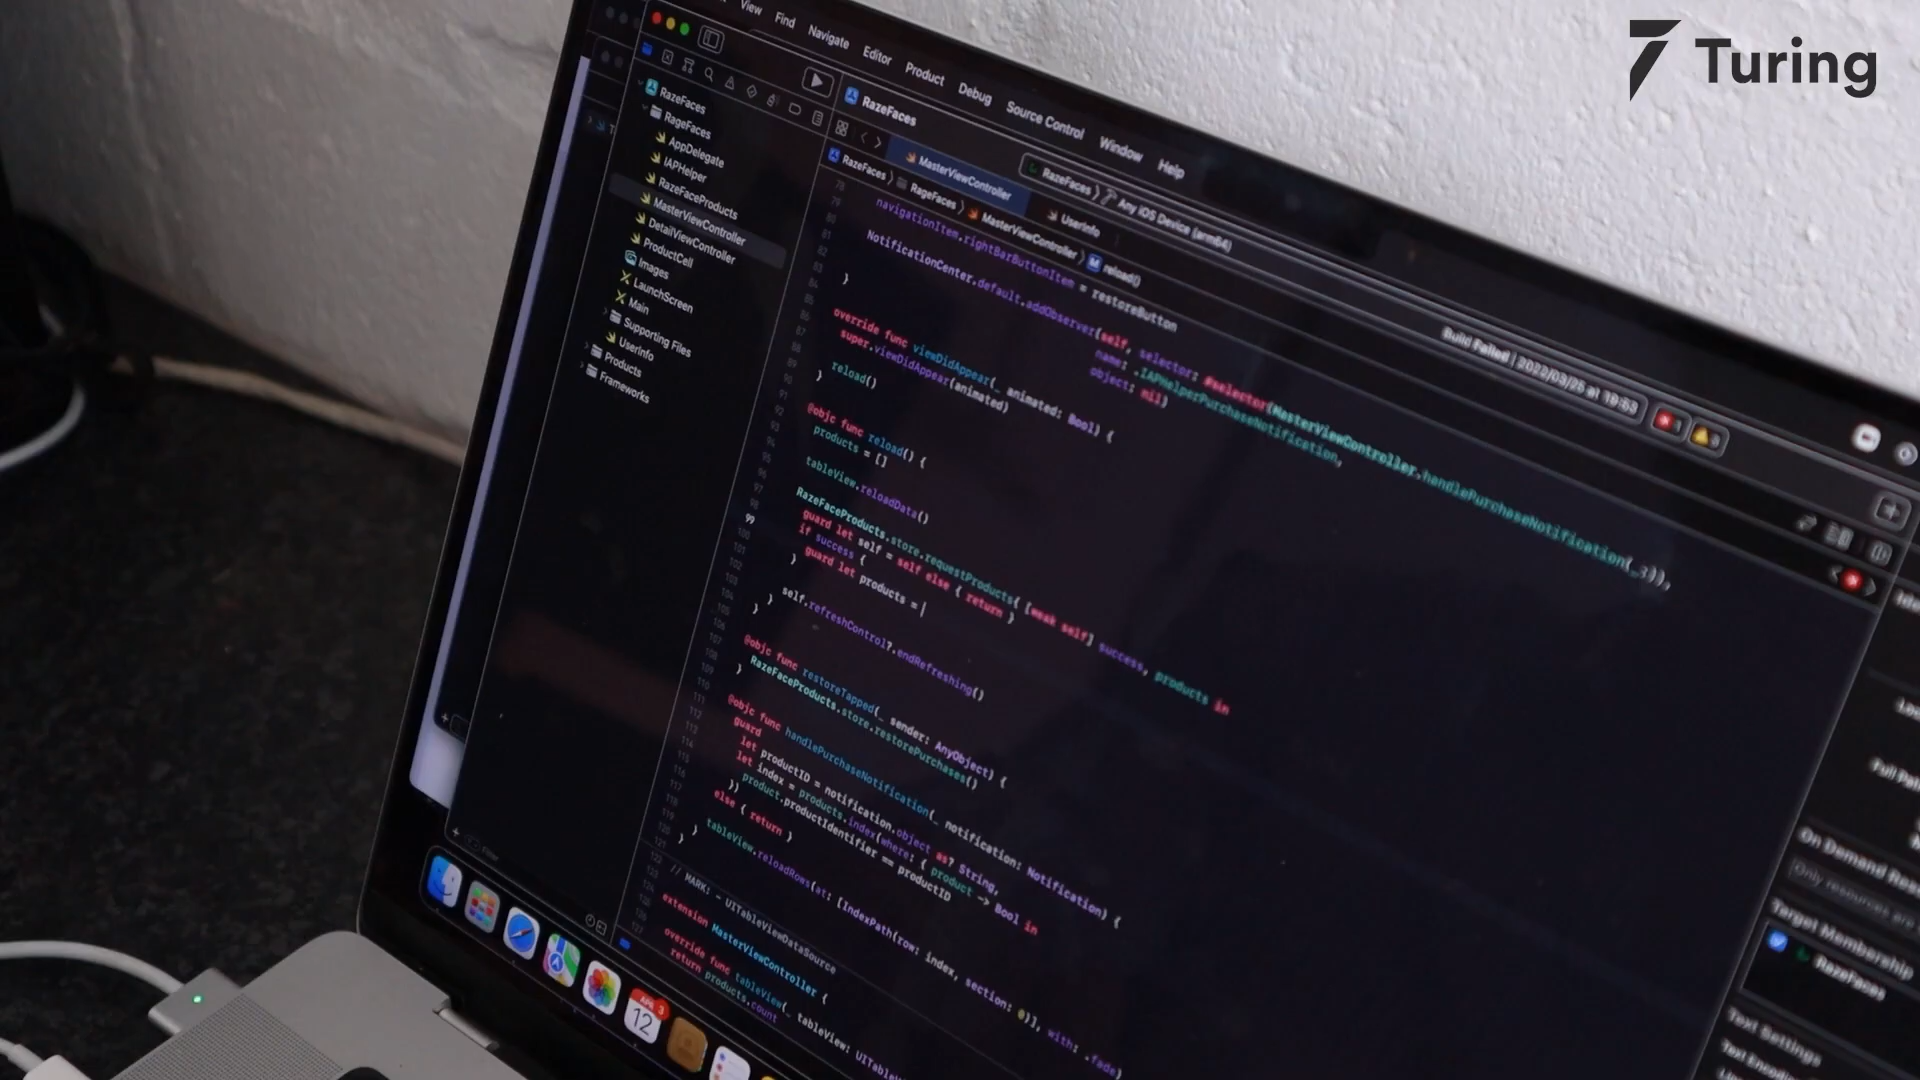 Turing
View Find Navigate Editor Product Debug Source Control Window Help
RazeFaces
RageFaces
AppDelegate
IAPHelper
RazeFaceProducts
MasterViewController
DetailViewController
ProductCell
Images
LaunchScreen
Main
Supporting Files
UserInfo
Products
Frameworks
RazeFaces
RazeFaces Any iOS Device (arm64)
Build Failed | 2022/03/25 at 19:53
MasterViewController UserInfo
RazeFaces RageFaces MasterViewController reload()
navigationItem.rightBarButtonItem = restoreButton
NotificationCenter.default.addObserver(self, selector: #selector(MasterViewController.handlePurchaseNotification(_:)),
name: .IAPHelperPurchaseNotification,
object: nil)
}
override func viewDidAppear(_ animated: Bool) {
super.viewDidAppear(animated)
reload()
}
@objc func reload() {
products = []
tableView.reloadData()
RazeFaceProducts.store.requestProducts{ [weak self] success, products in
guard let self = self else { return }
if success {
guard let products =
}
self.refreshControl?.endRefreshing()
}
}
@objc func restoreTapped(_ sender: AnyObject) {
RazeFaceProducts.store.restorePurchases()
}
@objc func handlePurchaseNotification(_ notification: Notification) {
guard
let productID = notification.object as? String,
let index = products.index(where: { product -> Bool in
product.productIdentifier == productID
})
else { return }
tableView.reloadRows(at: [IndexPath(row: index, section: 0)], with: .fade)
}
}
// MARK: - UITableViewDataSource
extension MasterViewController {
override func tableView(_ tableView:
return products.count
99
On Demand
Target Membership
RazeFaces
Text Settings
APR
12